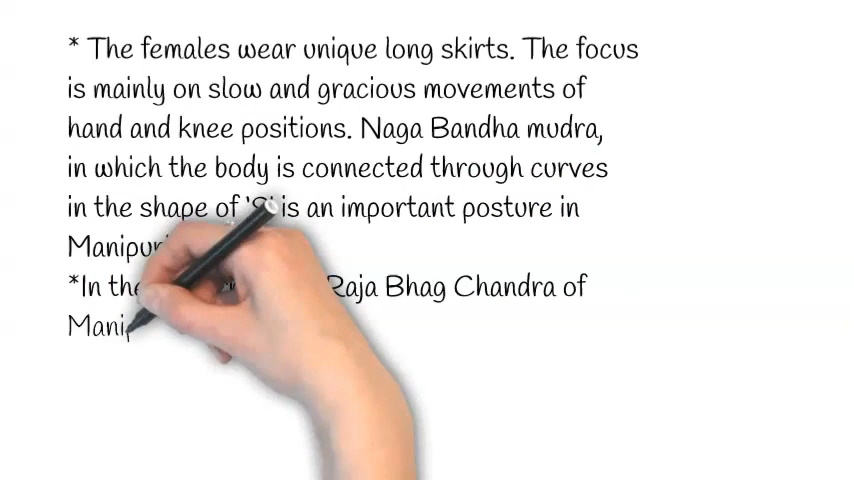 * The females wear unique long skirts. The focus
is mainly on slow and gracious movements of
hand and knee positions. Naga Bandha mudra,
in which the body is connected through curves
in the shape of is an important posture in
Manipuri
*In the Raja Bhag Chandra of
Manip